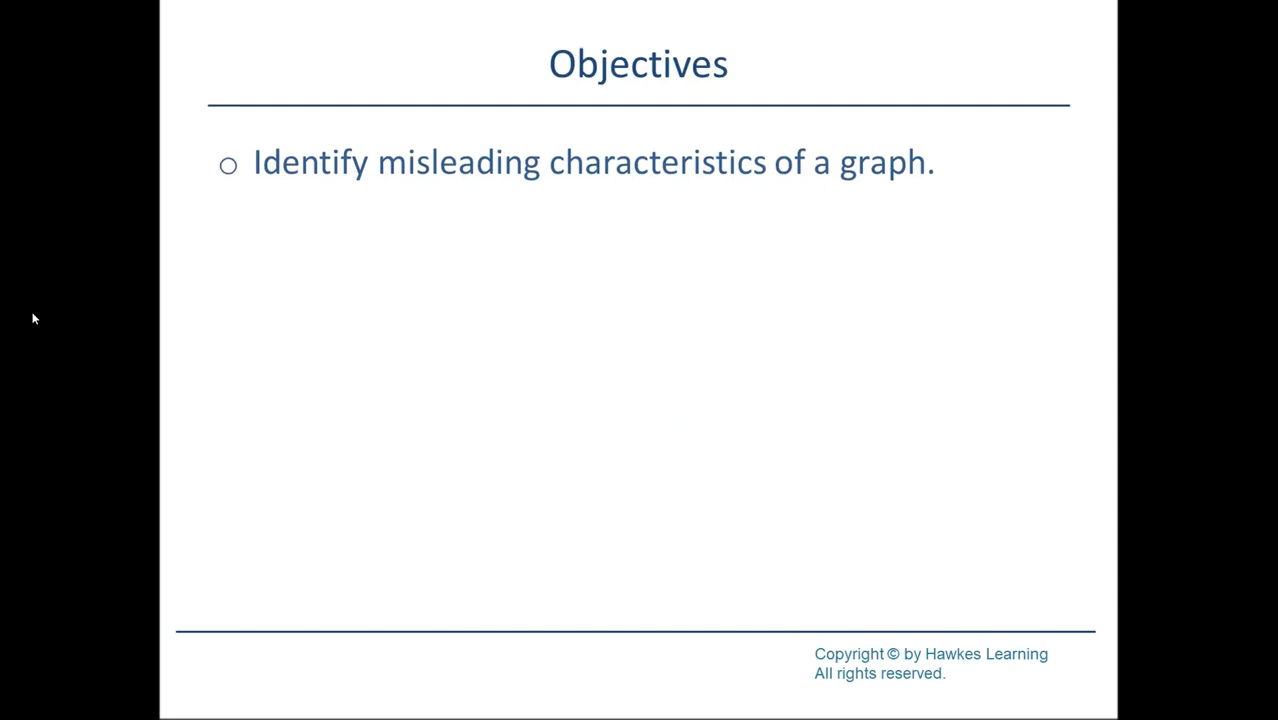 Objectives
o Identify misleading characteristics of a graph.
Copyright © by Hawkes Learning
All rights reserved.